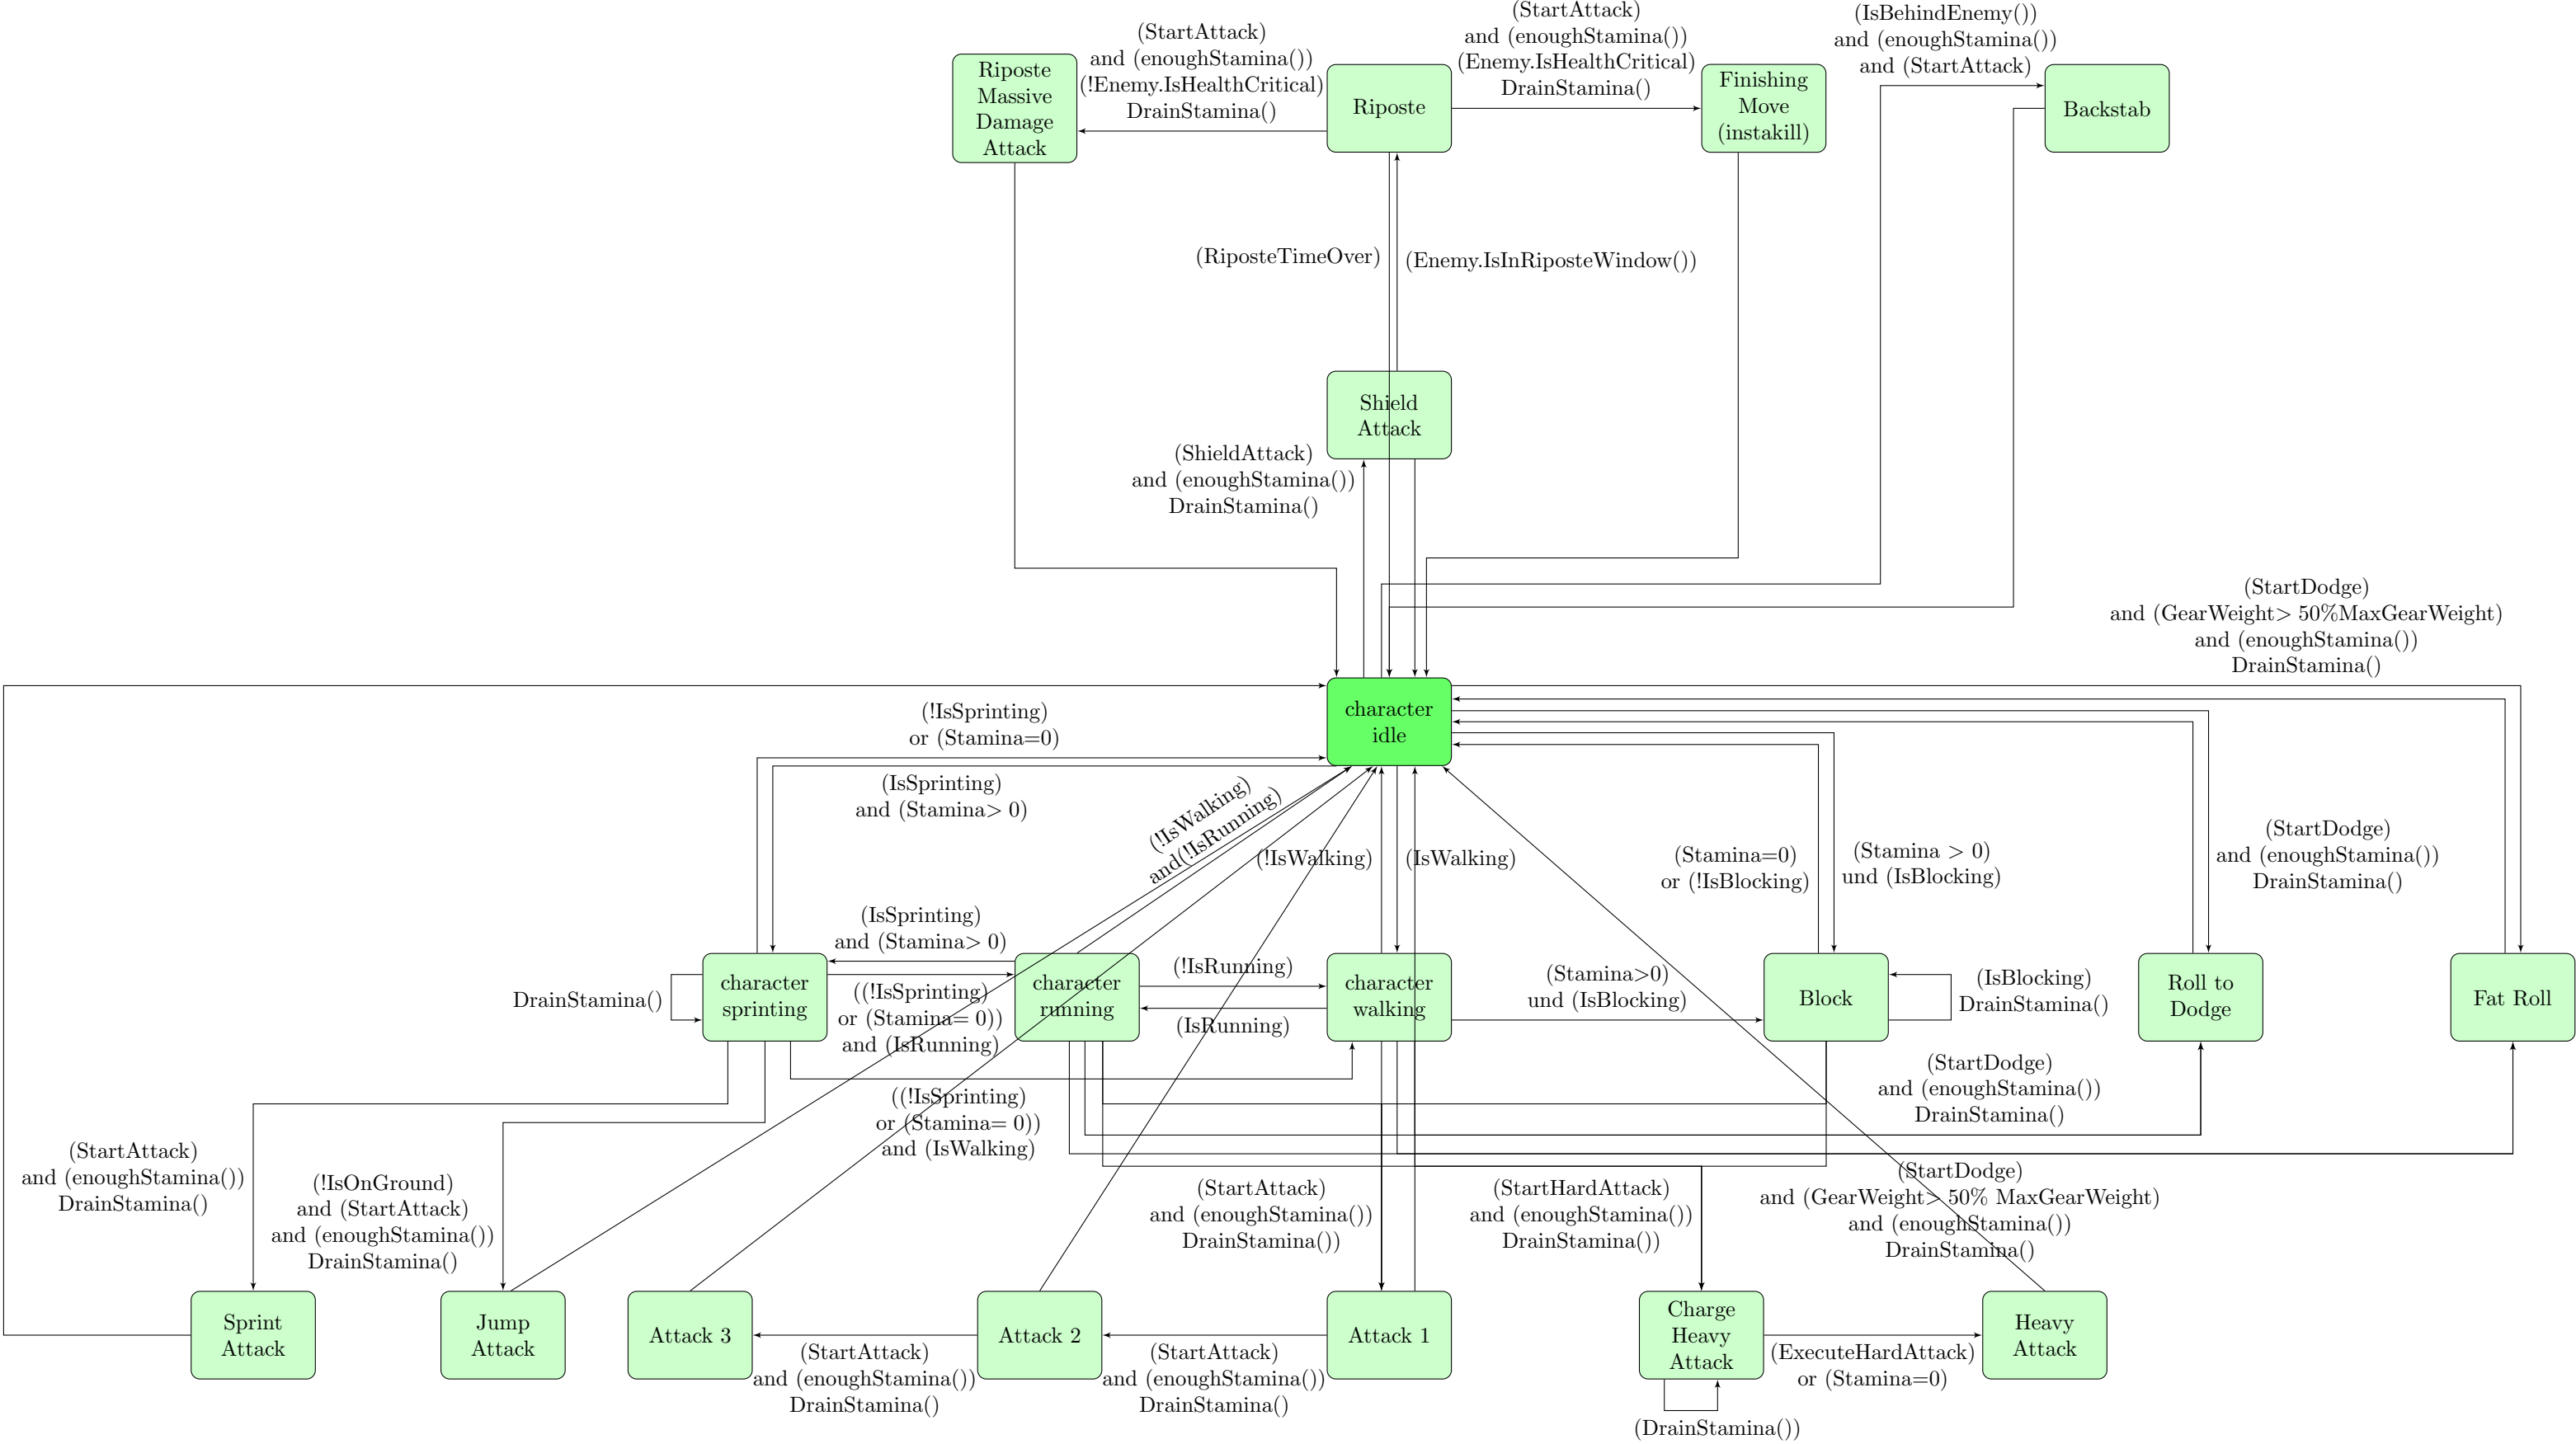 (StartAttack)
and (enoughStamina())
(!Enemy.IsHealthCritical)
DrainStamina()
(StartAttack)
and (enoughStamina())
(Enemy.IsHealthCritical)
DrainStamina()
(IsBehindEnemy())
and (enoughStamina())
and (StartAttack)
Riposte
Massive
Damage
Attack
Riposte
Finishing
Move
(instakill)
Backstab
(RiposteTimeOver)
(Enemy.IsInRiposteWindow())
Shield
Attack
(ShieldAttack)
and (enoughStamina())
DrainStamina()
(StartDodge)
and (GearWeight> 50%MaxGearWeight)
and (enoughStamina())
DrainStamina()
character
idle
(!IsSprinting)
or (Stamina=0)
(IsSprinting)
and (Stamina> 0)
(!IsWalking)
and(!IsRunning)
(!IsWalking)
(IsWalking)
(Stamina=0)
or (!IsBlocking)
(Stamina > 0)
und (IsBlocking)
(StartDodge)
and (enoughStamina())
DrainStamina()
(IsSprinting)
and (Stamina> 0)
DrainStamina()
character
sprinting
((!IsSprinting)
or (Stamina= 0))
and (IsRunning)
character
running
(!IsRunning)
(IsRunning)
character
walking
(Stamina>0)
und (IsBlocking)
Block
(IsBlocking)
DrainStamina()
Roll to
Dodge
Fat Roll
(StartDodge)
and (enoughStamina())
DrainStamina()
((!IsSprinting)
or (Stamina= 0))
and (IsWalking)
(StartAttack)
and (enoughStamina())
DrainStamina()
(!IsOnGround)
and (StartAttack)
and (enoughStamina())
DrainStamina()
(StartAttack)
and (enoughStamina())
DrainStamina())
(StartHardAttack)
and (enoughStamina())
DrainStamina())
(StartDodge)
and (GearWeight> 50% MaxGearWeight)
and (enoughStamina())
DrainStamina()
Sprint
Attack
Jump
Attack
Attack 3
Attack 2
Attack 1
Charge
Heavy
Attack
Heavy
Attack
(StartAttack)
and (enoughStamina())
DrainStamina()
(StartAttack)
and (enoughStamina())
DrainStamina()
(ExecuteHardAttack)
or (Stamina=0)
(DrainStamina())